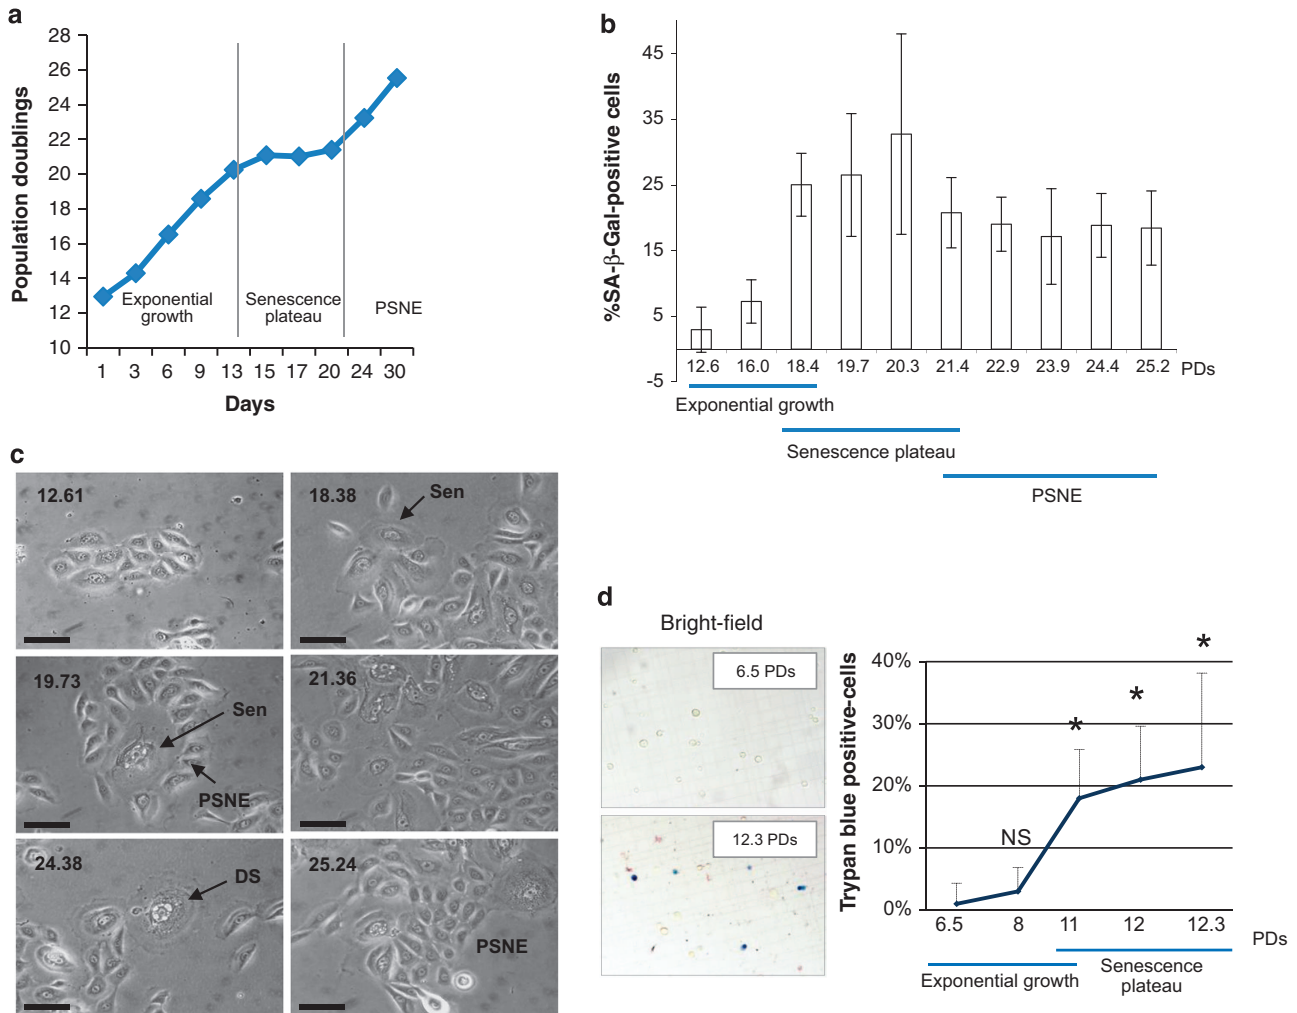 a
28
26
24
22
20
18
16
14
12
10
Population doublings
Exponential
growth
Senescence
plateau
PSNE
1 3 6 9 13 15 17 20 24 30
Days
b
45
35
25
15
5
-5
%SA-β-Gal-positive cells
12.6 16.0 18.4 19.7 20.3 21.4 22.9 23.9 24.4 25.2 PDs
Exponential growth
Senescence plateau
PSNE
c
12.61
18.38
Sen
19.73
Sen
PSNE
21.36
24.38
DS
25.24
PSNE
d
Bright-field
6.5 PDs
12.3 PDs
Trypan blue positive-cells
40%
30%
20%
10%
0%
NS
*
*
*
6.5 8 11 12 12.3
PDs
Exponential growth
Senescence
plateau